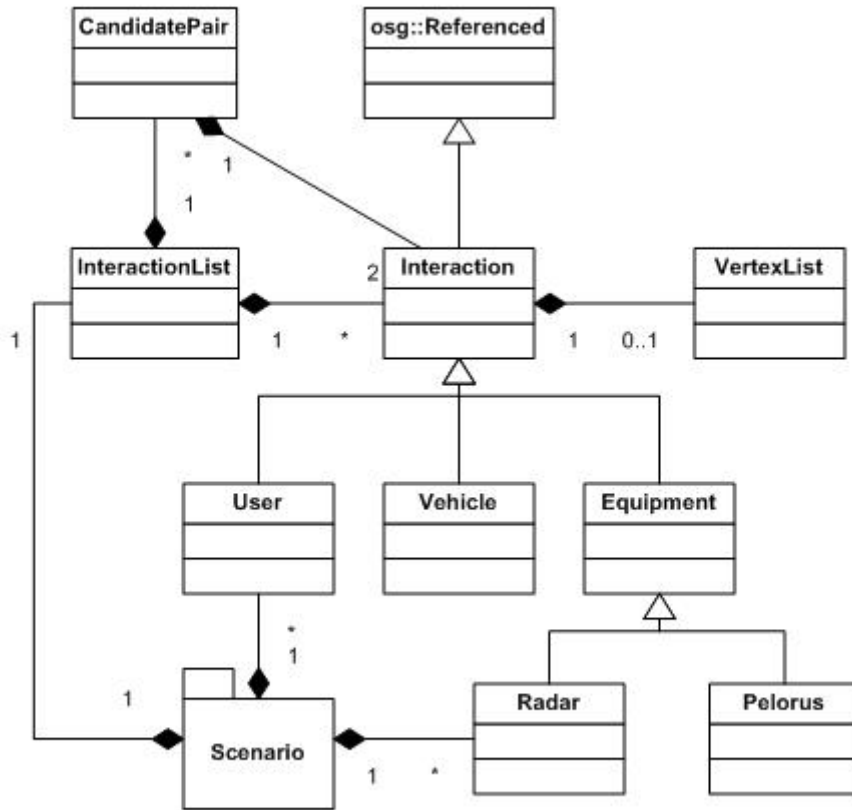 CandidatePair
osg::Referenced
*
1
1
InteractionList
2
Interaction
VertexList
1
1
*
1
0..1
User
Vehicle
Equipment
*
1
1
Radar
Pelorus
Scenario
1
*